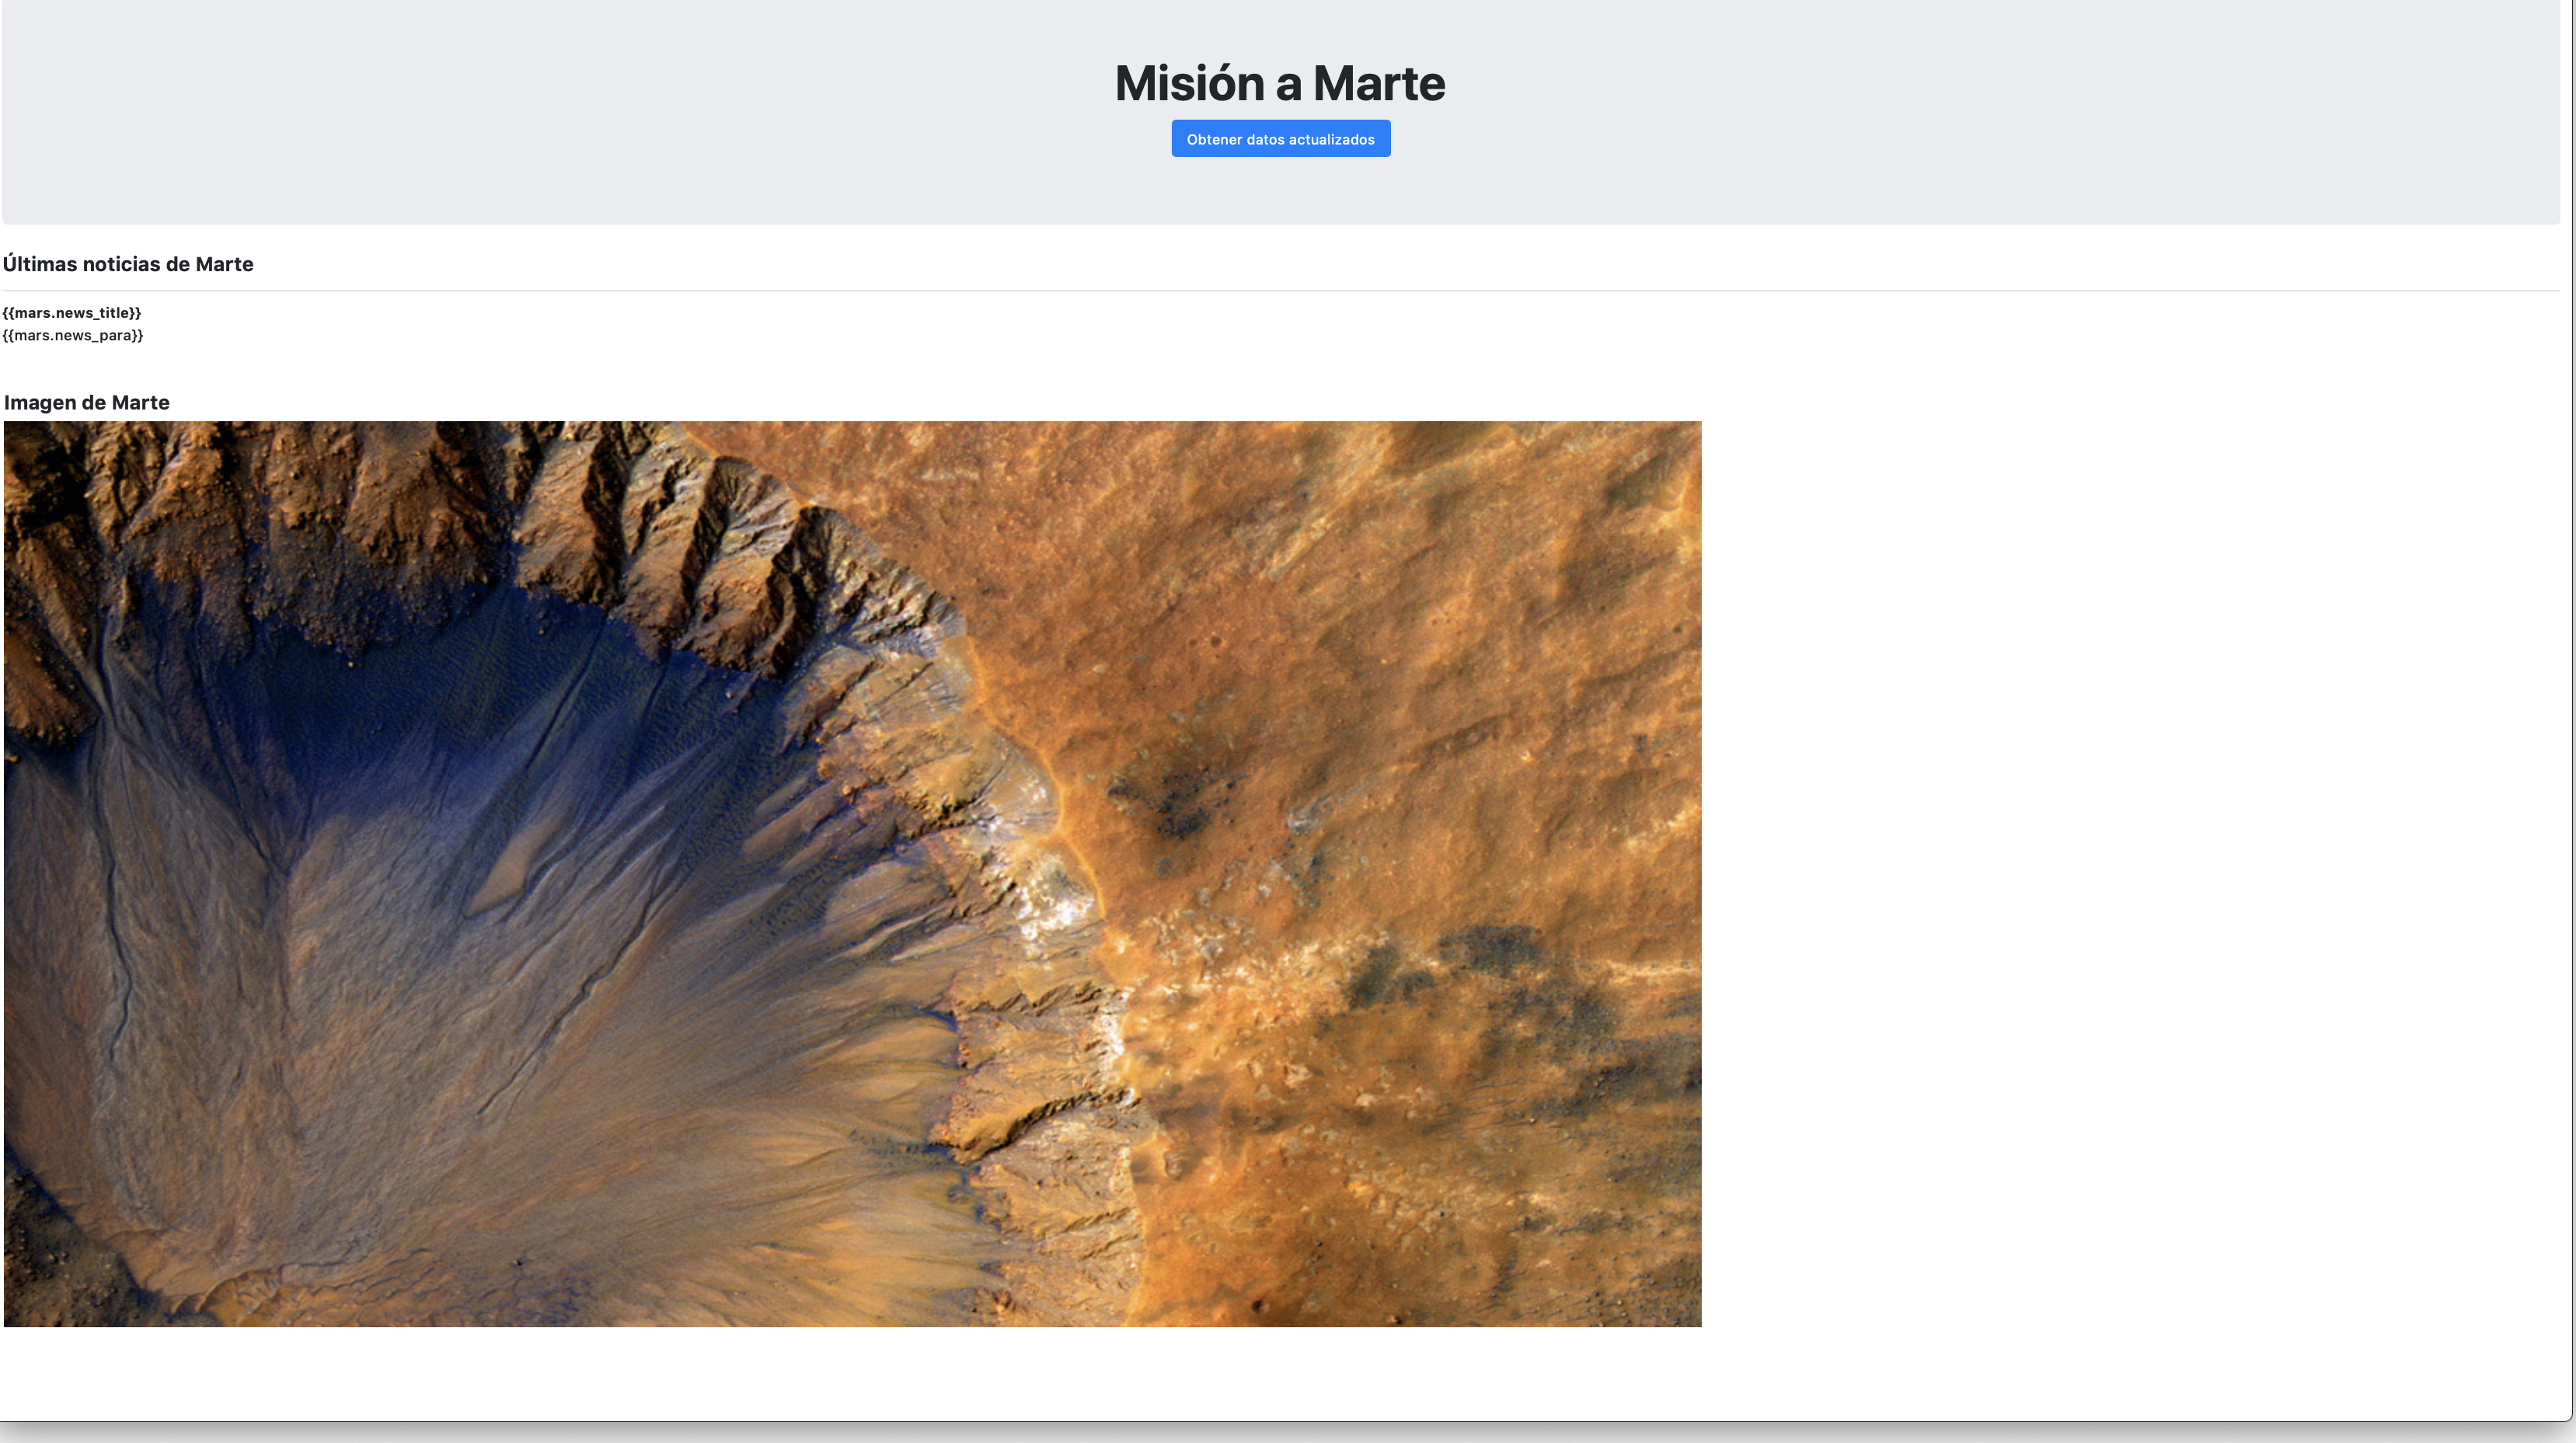 Misión a Marte
Obtener datos actualizados
Últimas noticias de Marte
{{mars.news_title}}
{{mars.news_para}}
Imagen de Marte